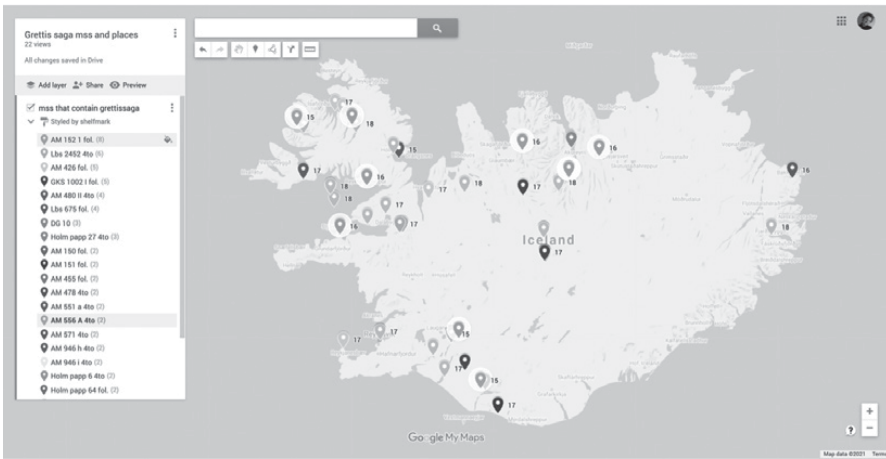 Grettis saga mss and places
22 views
All changes saved in Drive
Add layer Share Preview
mss that contain grettissaga
Styled by shelfmark
AM 152 1 fol. (8)
Lbs 2452 4to (6)
AM 426 fol. (5)
GKS 1002 I fol. (5)
AM 480 II 4to (4)
Lbs 675 fol. (4)
DG 10 (3)
Holm papp 27 4to (3)
AM 150 fol. (2)
AM 151 fol. (2)
AM 455 fol. (2)
AM 478 4to (2)
AM 551 a 4to (2)
AM 556 A 4to (2)
AM 571 4to (2)
AM 946 h 4to (2)
AM 946 i 4to (2)
Holm papp 6 4to (2)
Holm papp 64 fol. (2)
17
15
18
15
16
16
17
16
16
18
17
18
17
18
18
17
16
17
18
Iceland
17
17
17
15
17
15
17
Google My Maps
+
?
−
Map data ©2021 Terms